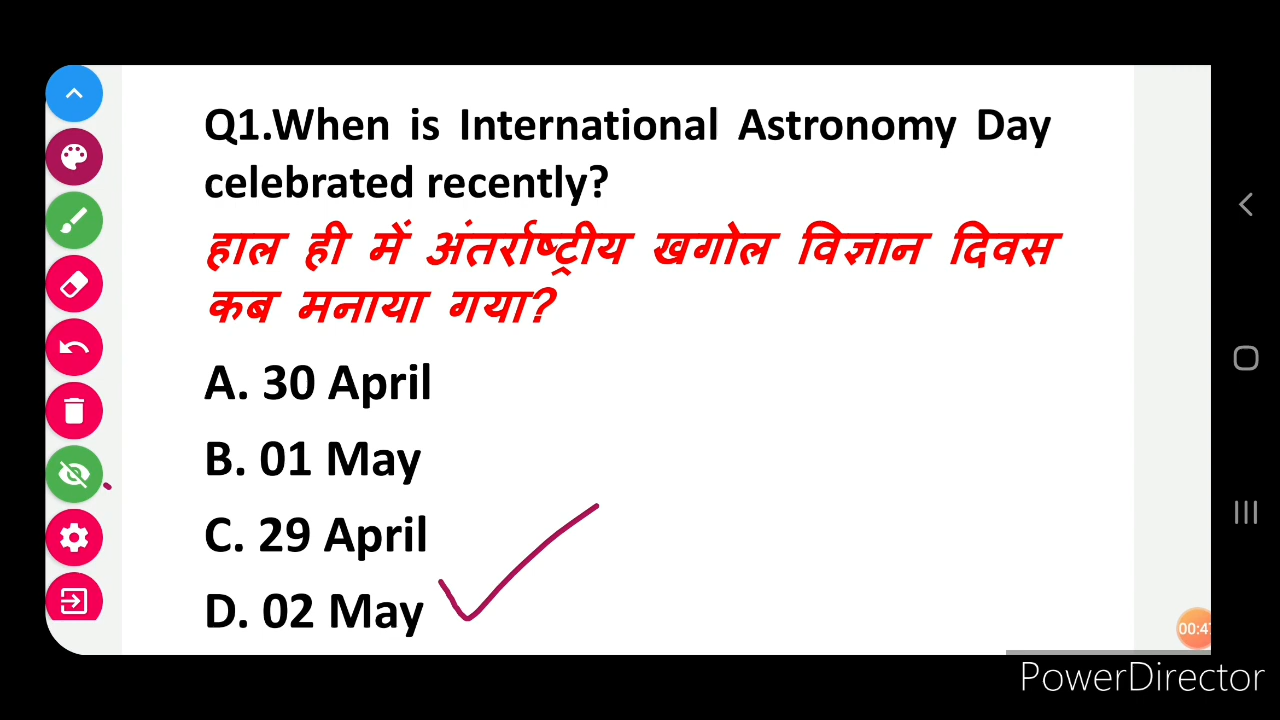 Q1.When is International Astronomy Day
celebrated recently?
हाल ही में अंतर्राष्ट्रीय खगोल विज्ञान दिवस
कब मनाया गया?
A. 30 April
B. 01 May
C. 29 April
D. 02 May
PowerDirector